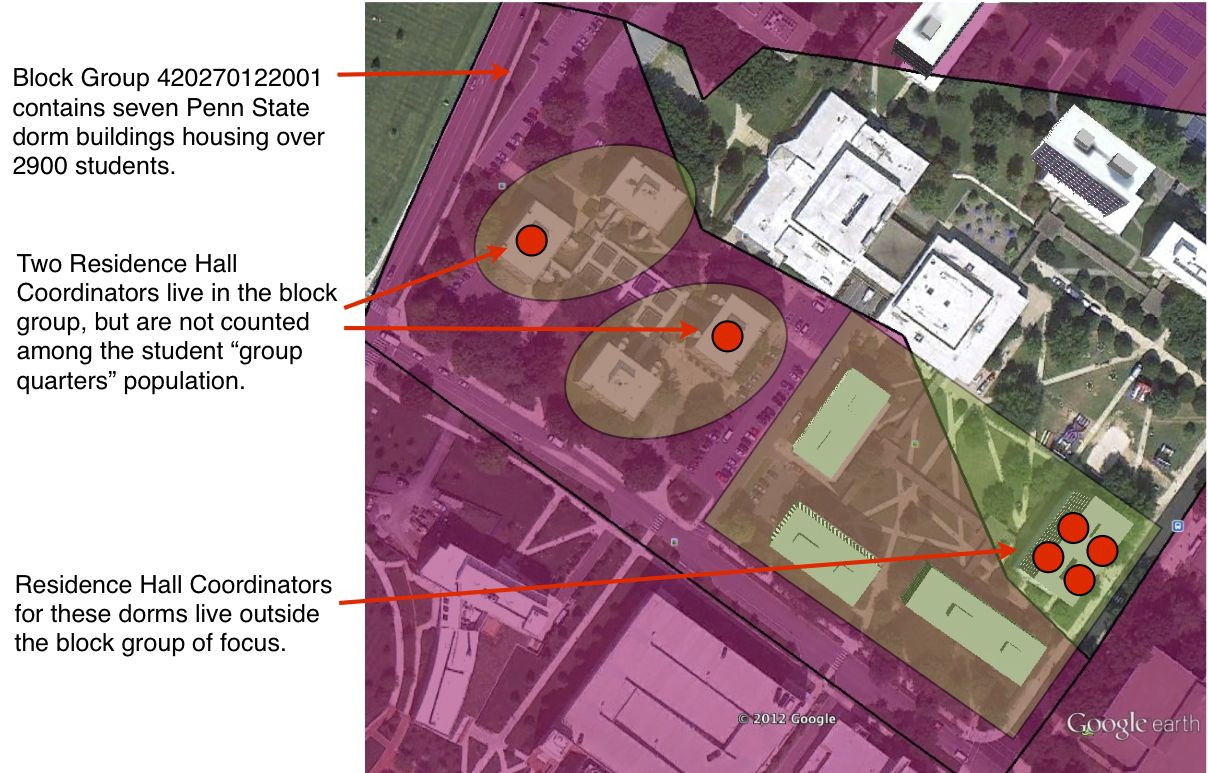 Block Group 420270122001
contains seven Penn State
dorm buildings housing over
2900 students.
Two Residence Hall
Coordinators live in the block
group, but are not counted
among the student “group
quarters” population.
Residence Hall Coordinators
for these dorms live outside
the block group of focus.
© 2012 Google
Google earth